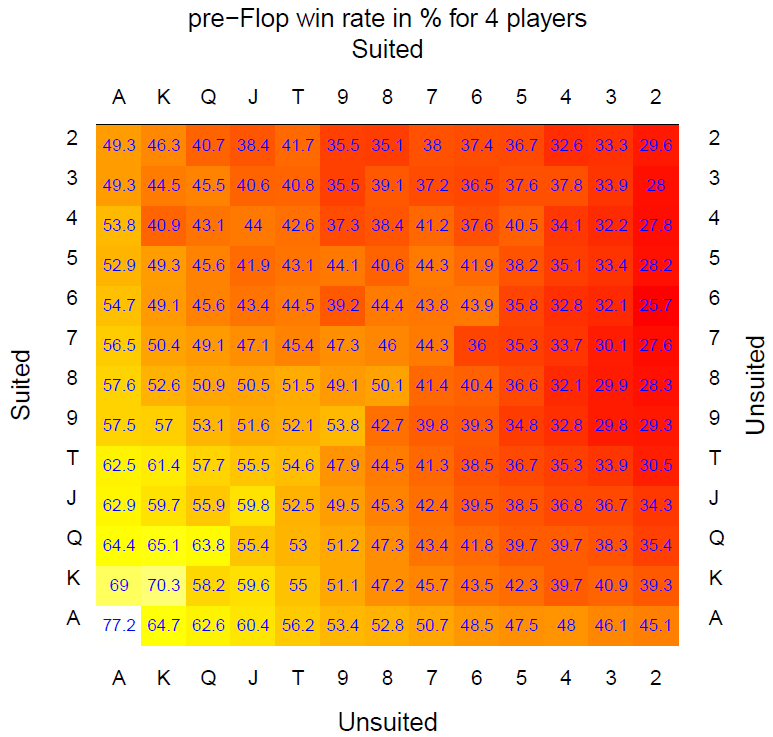 pre-Flop win rate in % for 4 players
Suited
A K Q J T 9 8 7 6 5 4 3 2
2 49.3 46.3 40.7 38.4 41.7 35.5 35.1 38 37.4 36.7 32.6 33.3 29.6 2
3 49.3 44.5 45.5 40.6 40.8 35.5 39.1 37.2 36.5 37.6 37.8 33.9 28 3
4 53.8 40.9 43.1 44 42.6 37.3 38.4 41.2 37.6 40.5 34.1 32.2 27.8 4
5 52.9 49.3 45.6 41.9 43.1 44.1 40.6 44.3 41.9 38.2 35.1 33.4 28.2 5
6 54.7 49.1 45.6 43.4 44.5 39.2 44.4 43.8 43.9 35.8 32.8 32.1 25.7 6
7 56.5 50.4 49.1 47.1 45.4 47.3 46 44.3 36 35.3 33.7 30.1 27.6 7
8 57.6 52.6 50.9 50.5 51.5 49.1 50.1 41.4 40.4 36.6 32.1 29.9 28.3 8
9 57.5 57 53.1 51.6 52.1 53.8 42.7 39.8 39.3 34.8 32.8 29.8 29.3 9
T 62.5 61.4 57.7 55.5 54.6 47.9 44.5 41.3 38.5 36.7 35.3 33.9 30.5 T
J 62.9 59.7 55.9 59.8 52.5 49.5 45.3 42.4 39.5 38.5 36.8 36.7 34.3 J
Q 64.4 65.1 63.8 55.4 53 51.2 47.3 43.4 41.8 39.7 39.7 38.3 35.4 Q
K 69 70.3 58.2 59.6 55 51.1 47.2 45.7 43.5 42.3 39.7 40.9 39.3 K
A 77.2 64.7 62.6 60.4 56.2 53.4 52.8 50.7 48.5 47.5 48 46.1 45.1 A
A K Q J T 9 8 7 6 5 4 3 2
Unsuited
Suited
Unsuited